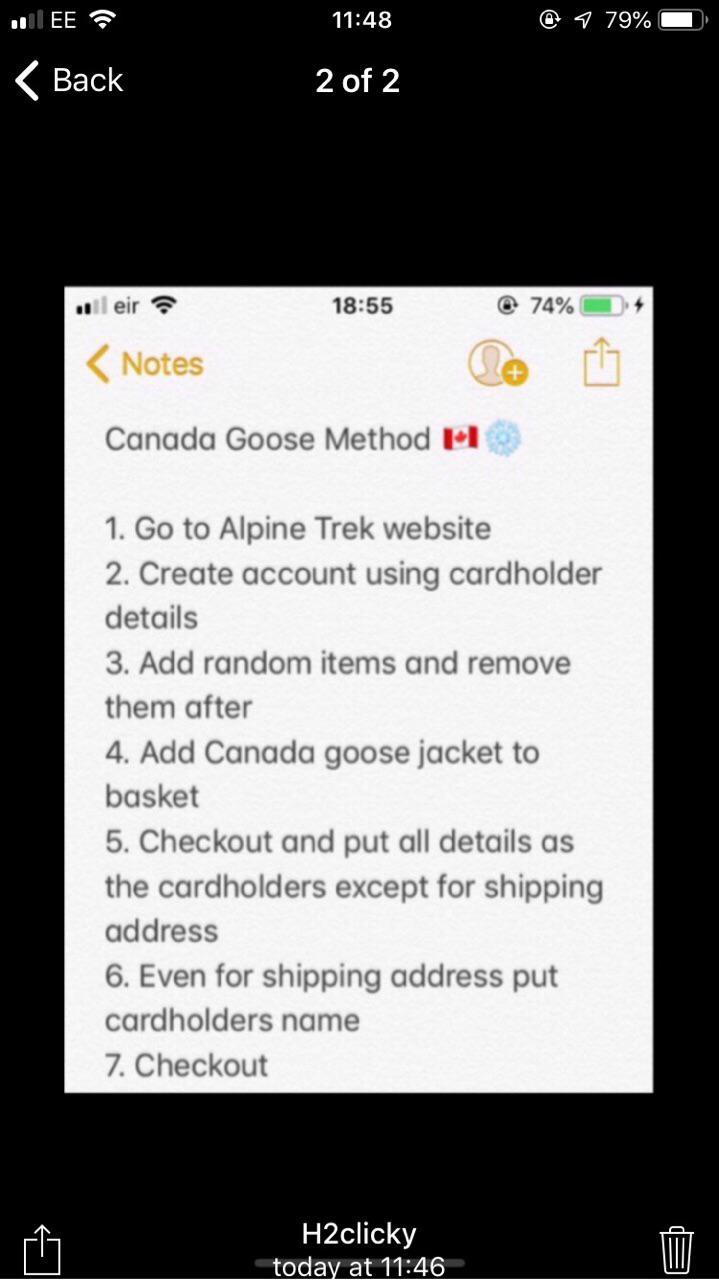 EE 11:48 79%
Back 2 of 2
eir 18:55 74%
Notes
Canada Goose Method 🇨🇦❄️
1. Go to Alpine Trek website
2. Create account using cardholder
details
3. Add random items and remove
them after
4. Add Canada goose jacket to
basket
5. Checkout and put all details as
the cardholders except for shipping
address
6. Even for shipping address put
cardholders name
7. Checkout
H2clicky
today at 11:46